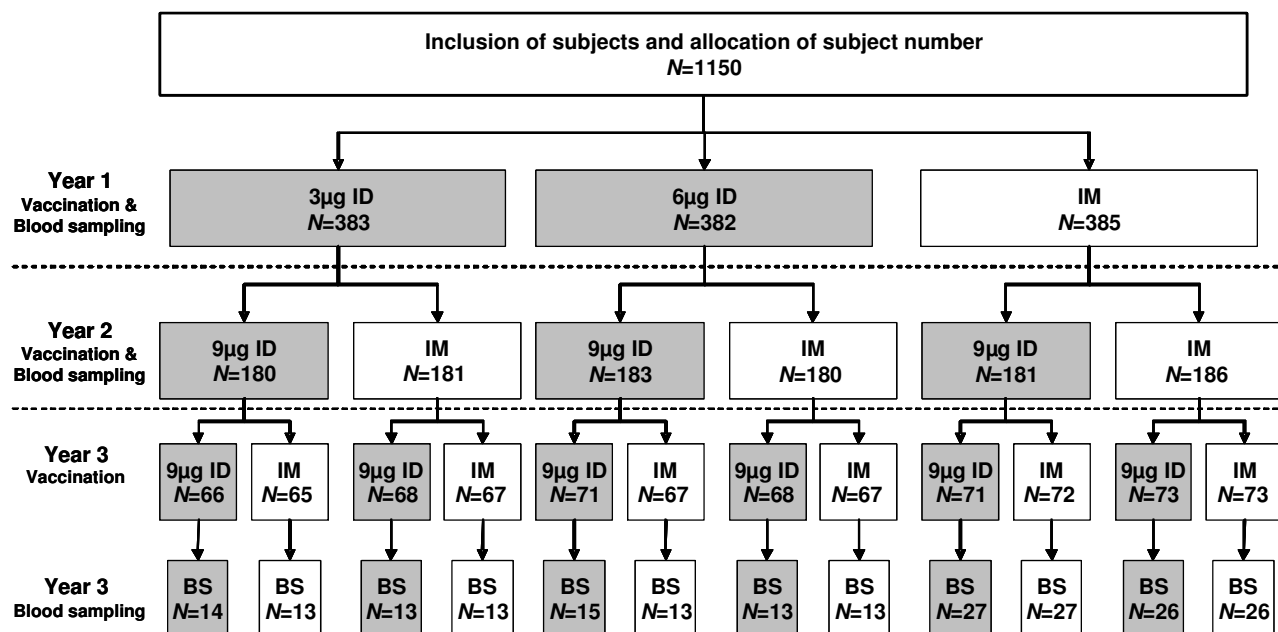 Inclusion of subjects and allocation of subject number
N=1150
Year 1
Vaccination &
Blood sampling
3µg ID
N=383
6µg ID
N=382
IM
N=385
Year 2
Vaccination &
Blood sampling
9µg ID
N=180
IM
N=181
9µg ID
N=183
IM
N=180
9µg ID
N=181
IM
N=186
Year 3
Vaccination
9µg ID
N=66
IM
N=65
9µg ID
N=68
IM
N=67
9µg ID
N=71
IM
N=67
9µg ID
N=68
IM
N=67
9µg ID
N=71
IM
N=72
9µg ID
N=73
IM
N=73
Year 3
Blood sampling
BS
N=14
BS
N=13
BS
N=13
BS
N=13
BS
N=15
BS
N=13
BS
N=13
BS
N=13
BS
N=27
BS
N=27
BS
N=26
BS
N=26